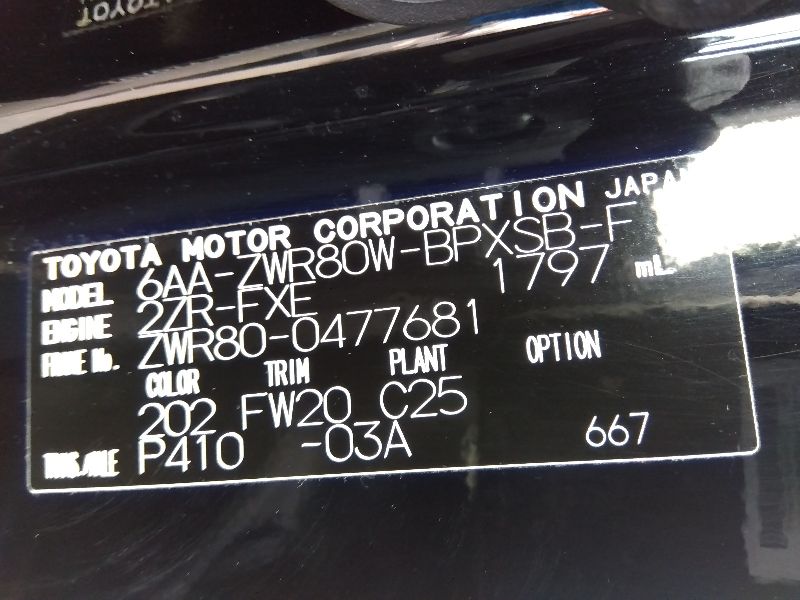 TOYOTA MOTOR CORPORATION JAPAN
MODEL 6AA-ZWR80W-BPXSB-F
ENGINE 2ZR-FXE 1797 mL
FRAME No. ZWR80-0477681
COLOR TRIM PLANT OPTION
202 FW20 C25
TRANS./AXLE P410 -03A 667